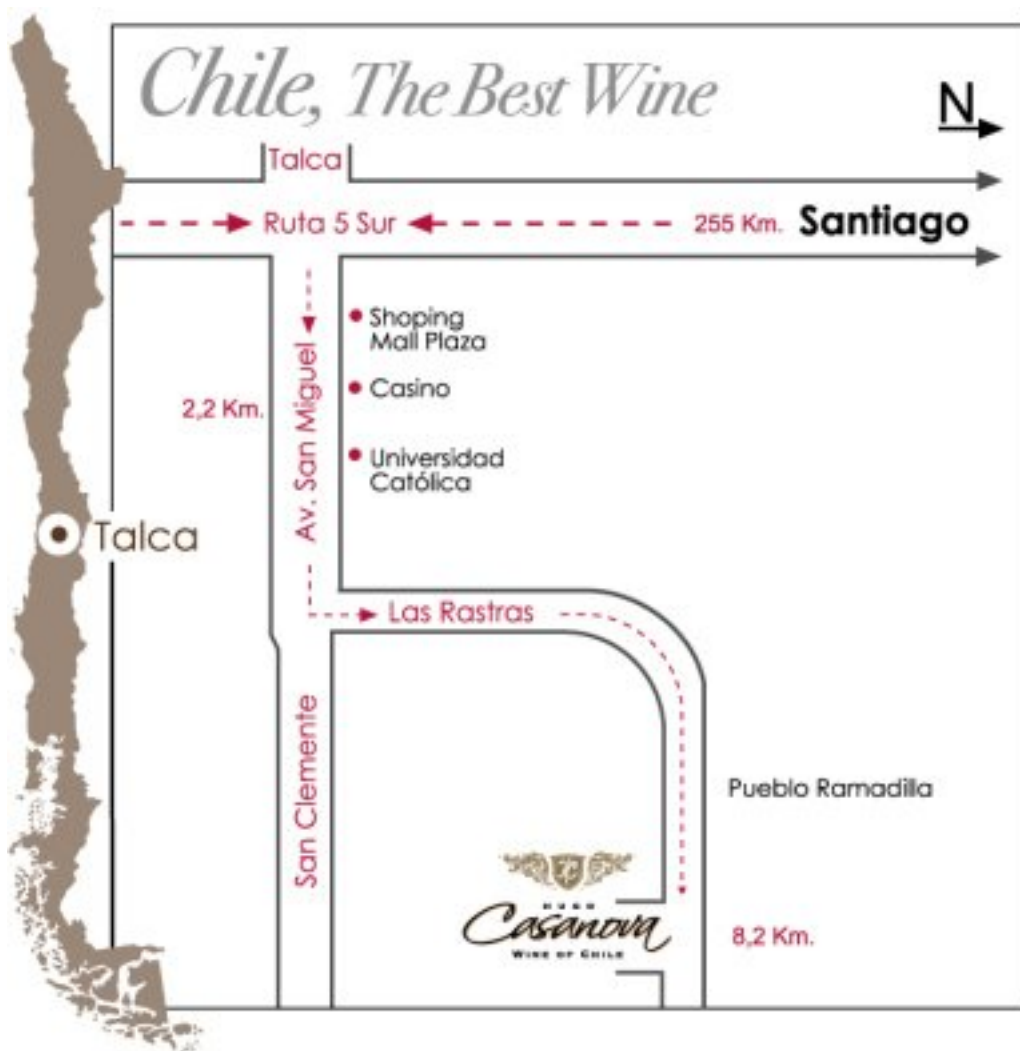 Chile, The Best Wine
N
Talca
Ruta 5 Sur
255 Km. Santiago
Shoping
Mall Plaza
2,2 Km.
Casino
Av. San Miguel
Universidad
Católica
Talca
Las Rastras
San Clemente
Pueblo Ramadilla
HUGO
Casanova
WINE OF CHILE
8,2 Km.